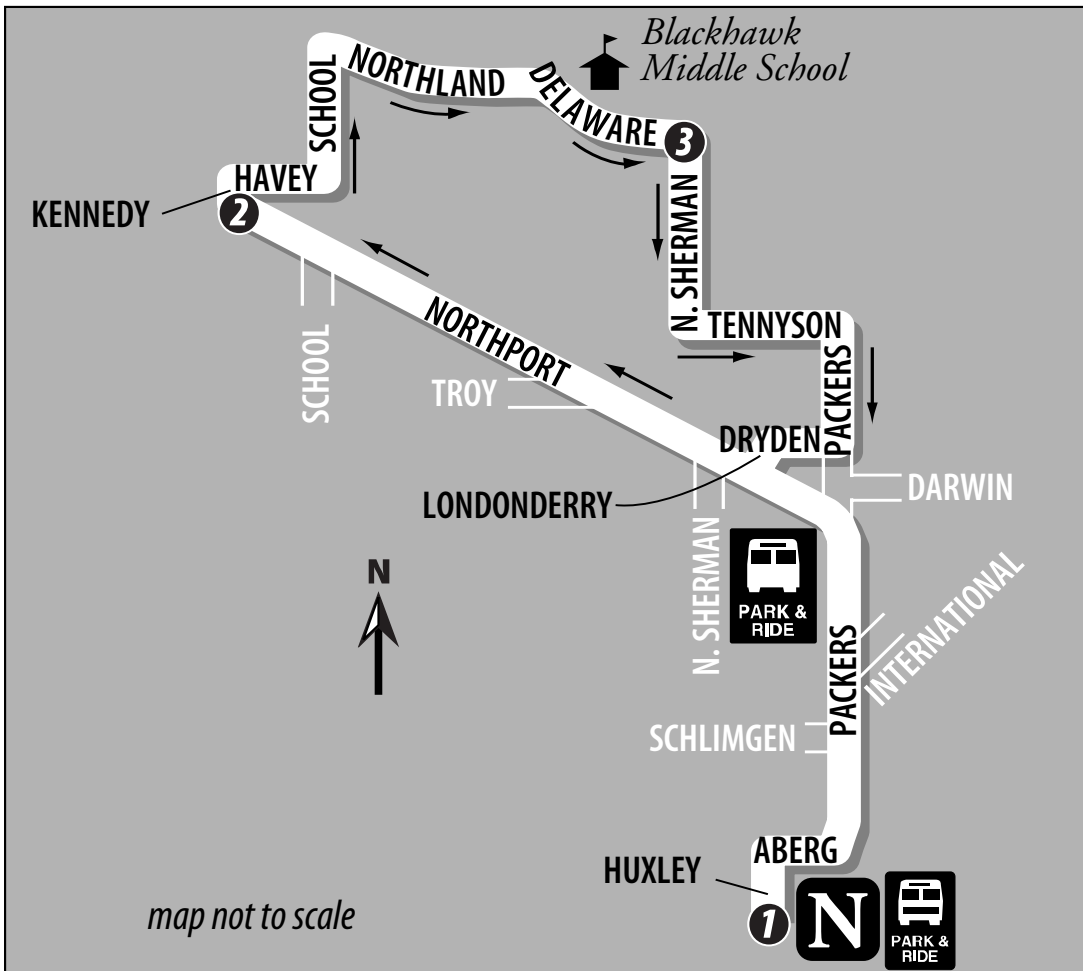 Blackhawk
Middle School
NORTHLAND
DELAWARE
SCHOOL
3
HAVEY
KENNEDY
2
N. SHERMAN
TENNYSON
NORTHPORT
SCHOOL
TROY
PACKERS
DRYDEN
DARWIN
LONDONDERRY
N. SHERMAN
PARK &
RIDE
N
INTERNATIONAL
PACKERS
SCHLIMGEN
ABERG
HUXLEY
1
N
PARK &
RIDE
map not to scale